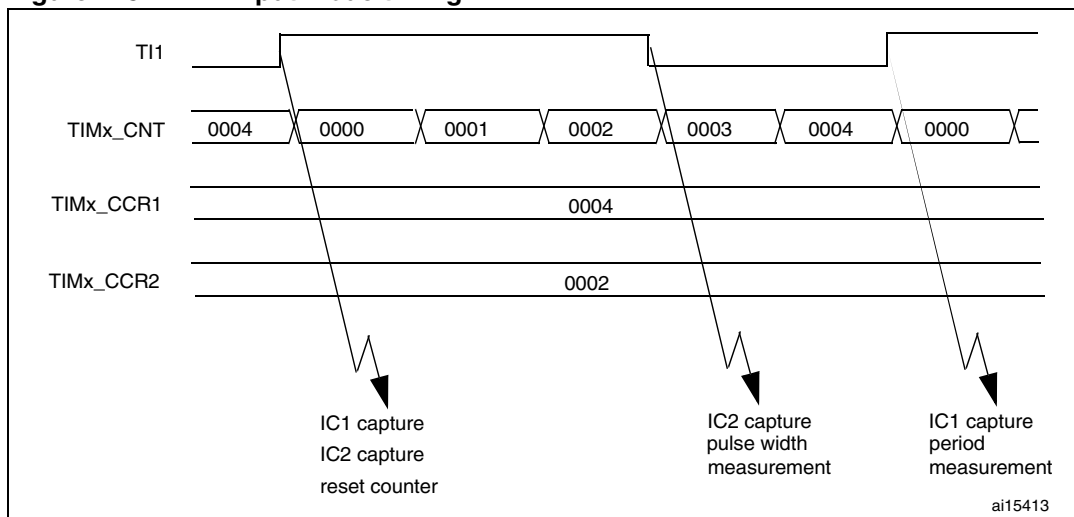 TI1
TIMx_CNT 0004 0000 0001 0002 0003 0004 0000
TIMx_CCR1 0004
TIMx_CCR2 0002
IC1 capture
IC2 capture
reset counter
IC2 capture
pulse width
measurement
IC1 capture
period
measurement
ai15413